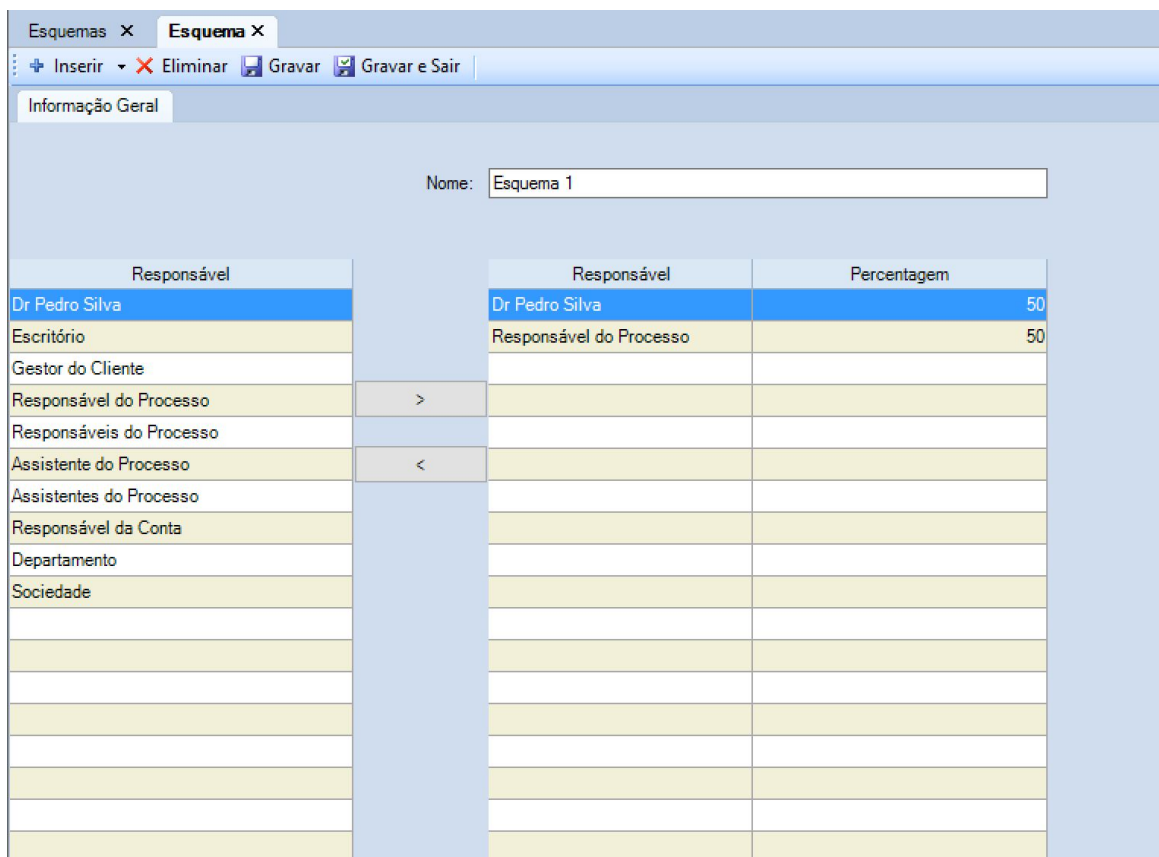 Esquemas X Esquema X
Inserir Eliminar Gravar Gravar e Sair
Informação Geral
Nome: Esquema 1
Responsável Responsável Percentagem
Dr Pedro Silva Dr Pedro Silva 50
Escritório Responsável do Processo 50
Gestor do Cliente
Responsável do Processo >
Responsáveis do Processo
Assistente do Processo <
Assistentes do Processo
Responsável da Conta
Departamento
Sociedade